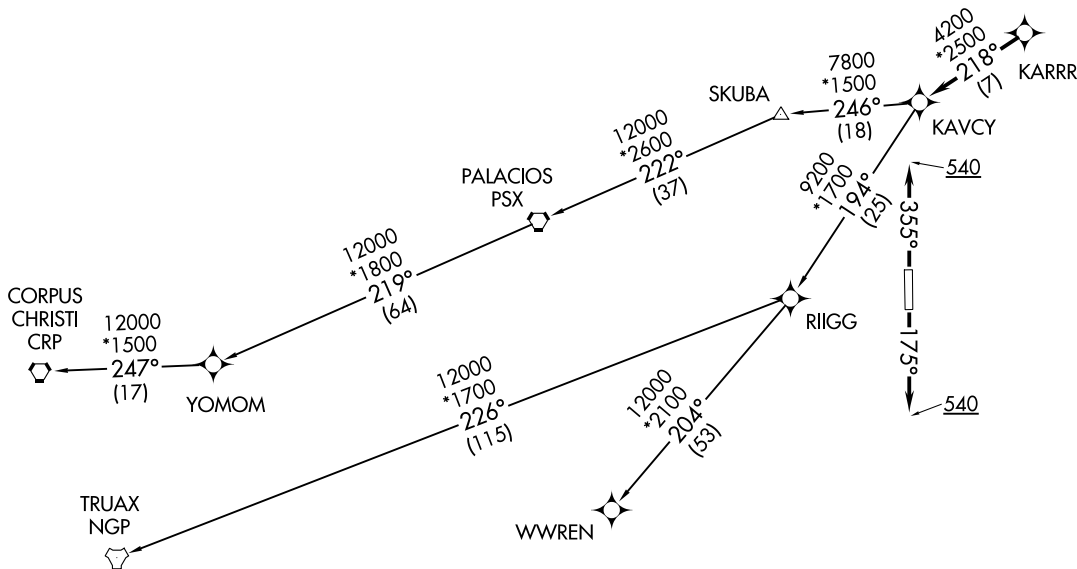 4200
*2500
218°
(7)
KARRR
7800
*1500
246°
(18)
SKUBA
KAVCY
12000
*2600
222°
(37)
540
PALACIOS
PSX
9200
*1700
194°
(25)
355°
12000
*1800
219°
(64)
CORPUS
CHRISTI
CRP
12000
*1500
247°
(17)
YOMOM
RIIGG
175°
540
12000
*1700
226°
(115)
12000
*2100
204°
(53)
TRUAX
NGP
WWREN